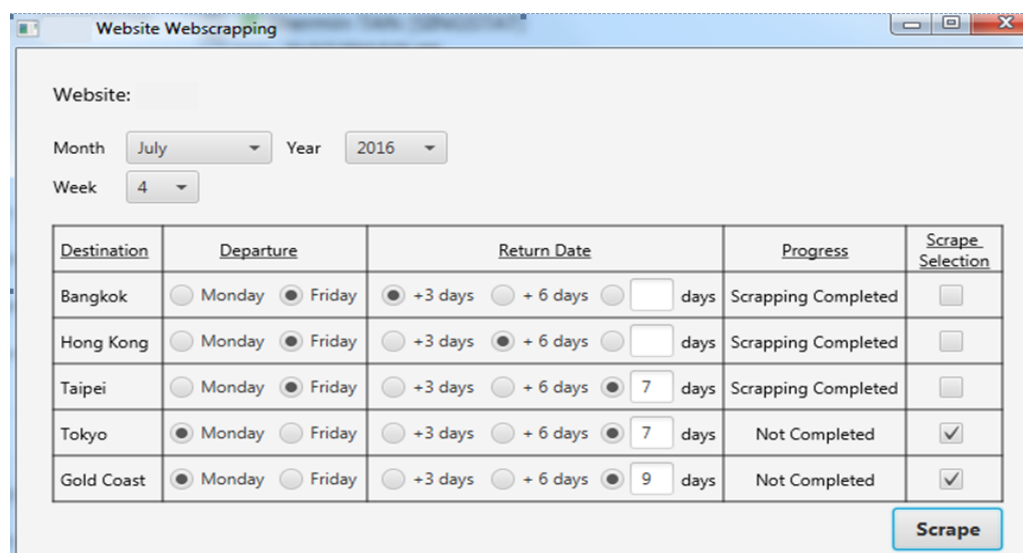 Website Webscrapping
Website:
Month July Year 2016
Week 4
Destination Departure Return Date Progress Scrape Selection
Bangkok Monday Friday +3 days + 6 days days Scrapping Completed
Hong Kong Monday Friday +3 days + 6 days days Scrapping Completed
Taipei Monday Friday +3 days + 6 days 7 days Scrapping Completed
Tokyo Monday Friday +3 days + 6 days 7 days Not Completed
Gold Coast Monday Friday +3 days + 6 days 9 days Not Completed
Scrape